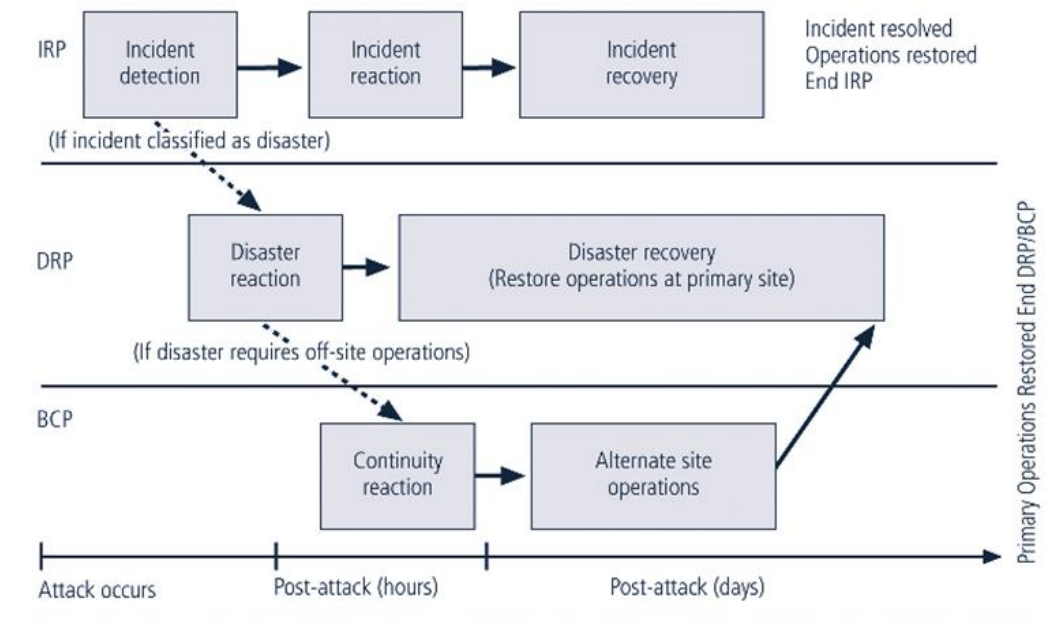 IRP
Incident
detection
Incident
reaction
Incident
recovery
Incident resolved
Operations restored
End IRP
(If incident classified as disaster)
DRP
Disaster
reaction
Disaster recovery
(Restore operations at primary site)
(If disaster requires off-site operations)
BCP
Continuity
reaction
Alternate site
operations
Primary Operations Restored End DRP/BCP
Attack occurs
Post-attack (hours)
Post-attack (days)